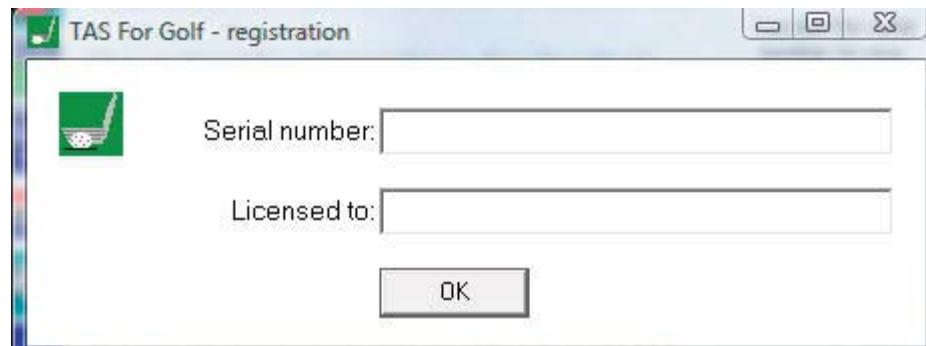 TAS For Golf - registration
Serial number:
Licensed to:
OK